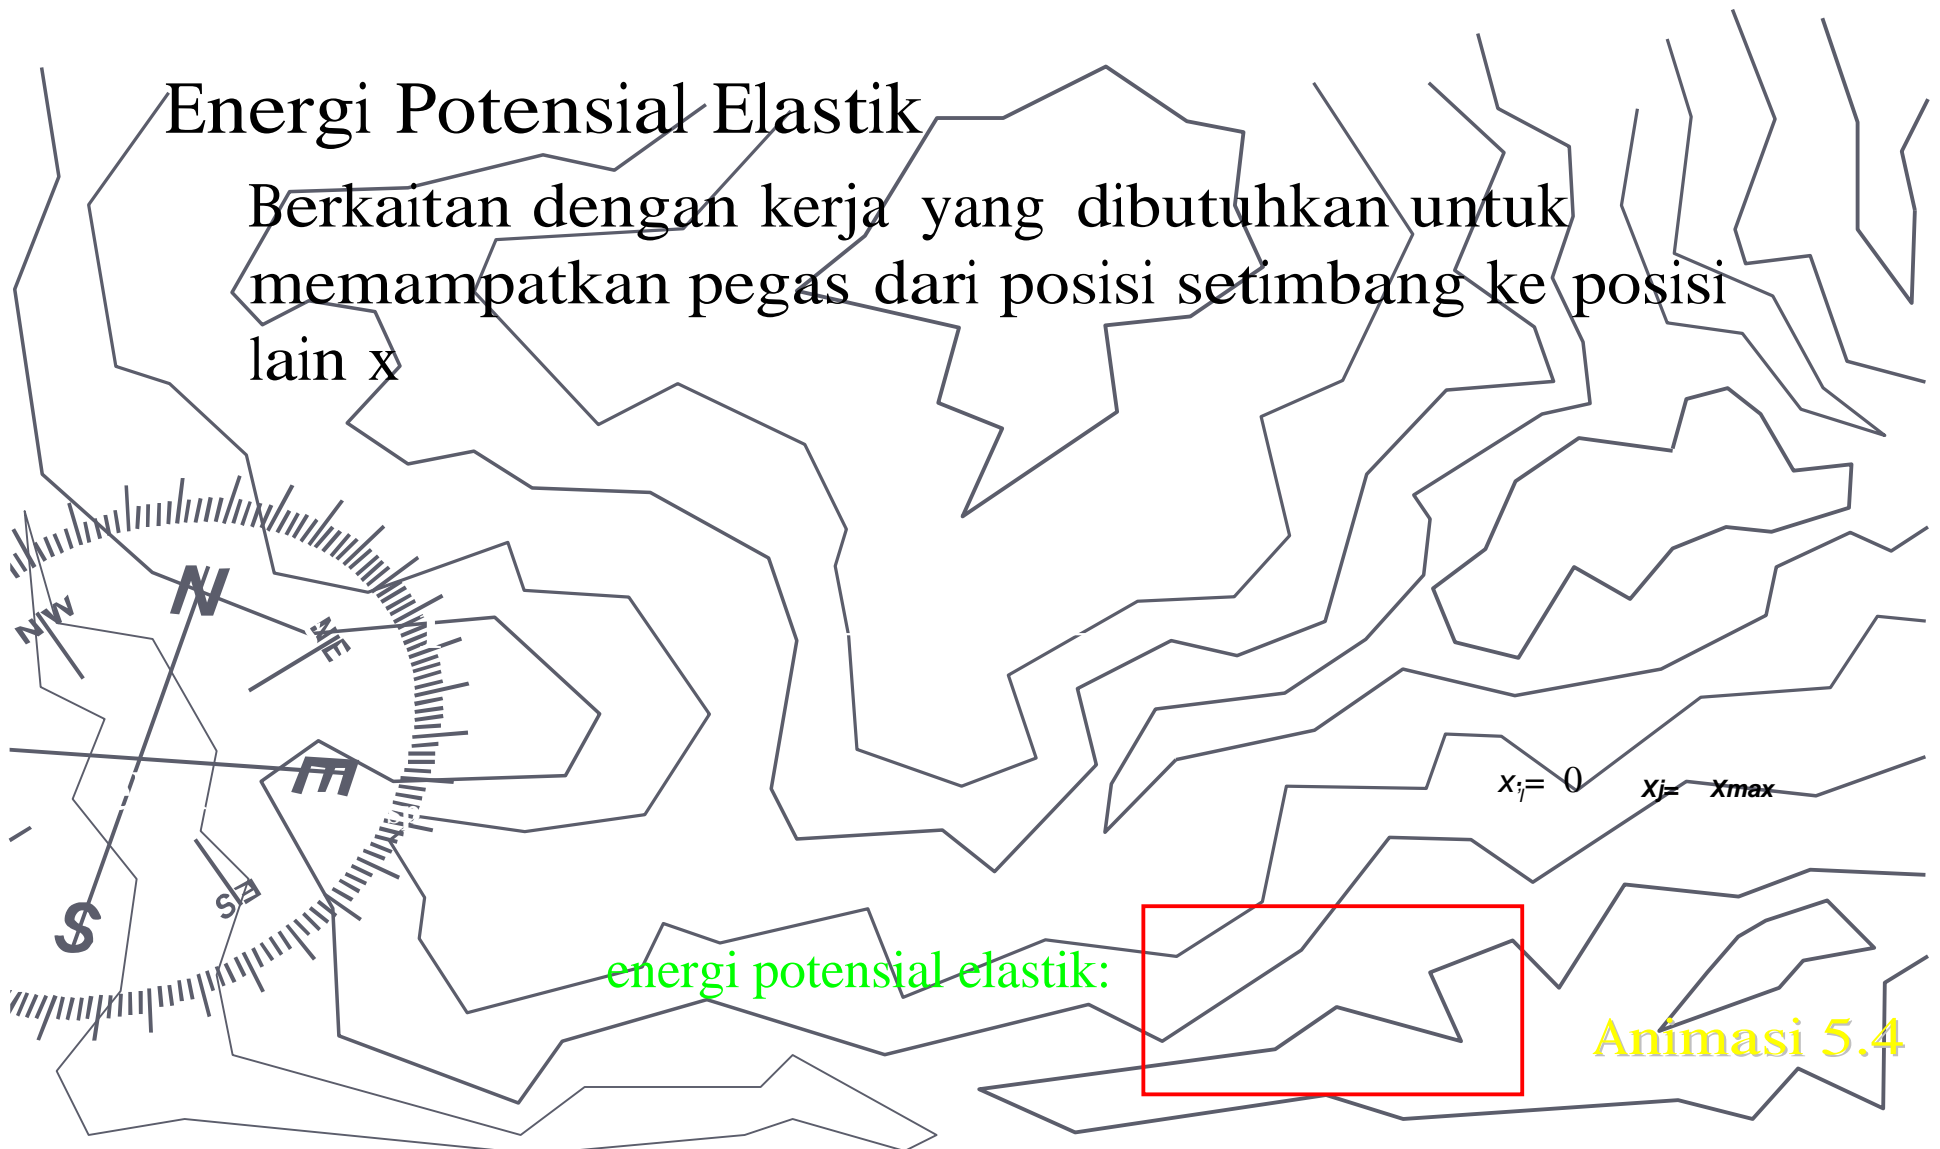 Energi Potensial Elastik
Berkaitan dengan kerja yang dibutuhkan untuk
memampatkan pegas dari posisi setimbang ke posisi
lain x
N
NW
NE
E
SE
S
x i = 0
xj= xmax
energi potensial elastik:
Animasi 5.4